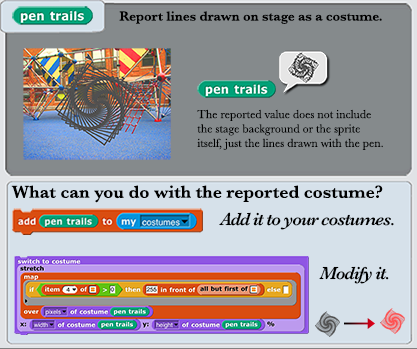 pen trails Report lines drawn on stage as a costume.
pen trails
The reported value does not include
the stage background or the sprite
itself, just the lines drawn with the pen.
What can you do with the reported costume?
add pen trails to my costumes Add it to your costumes.
switch to costume
stretch
map
if item 4 of > 0 then 255 in front of all but first of else
over pixels of costume pen trails
x: width of costume pen trails y: height of costume pen trails %
Modify it.